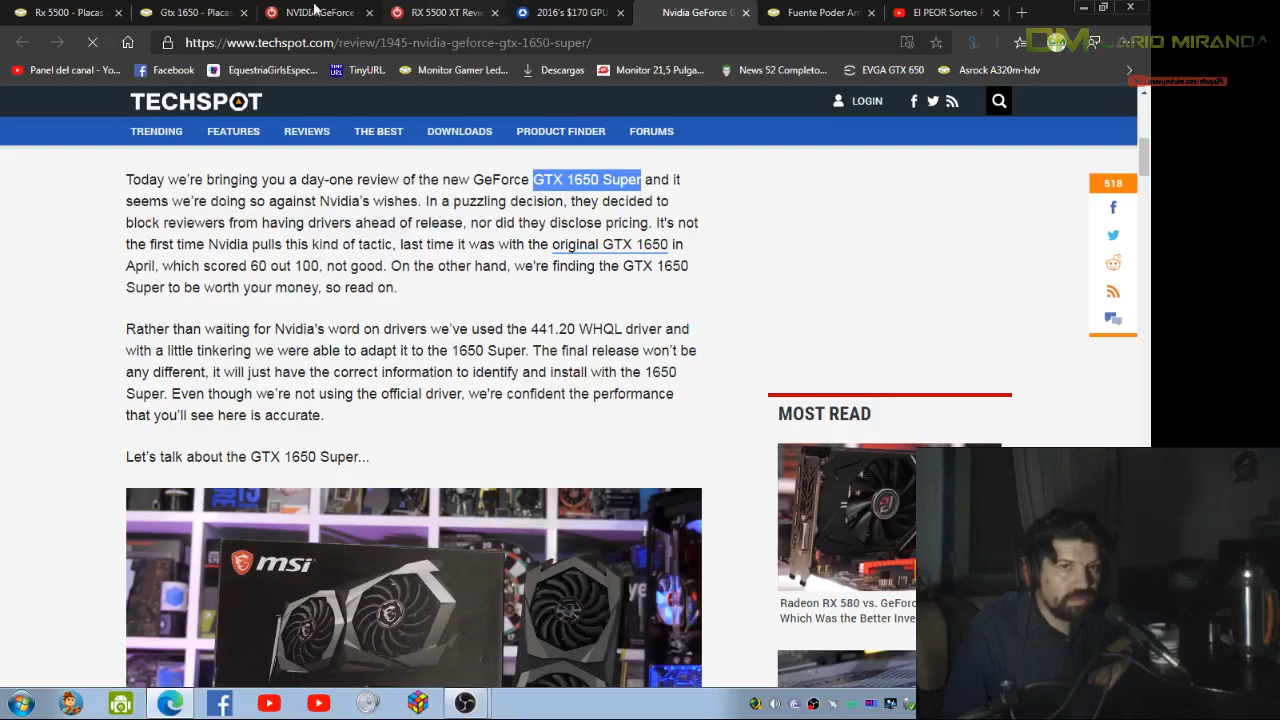 Rx 5500 - Placas
Gtx 1650 - Placas
NVIDIA GeForce
RX 5500 XT Revie
2016's $170 GPU
Nvidia GeForce G
Fuente Poder Am
El PEOR Sorteo
https://www.techspot.com/review/1945-nvidia-geforce-gtx-1650-super/
DARIO MIRANDA
Panel del canal - Yo...
Facebook
EquestriaGirlsEspec...
TinyURL
Monitor Gamer Led...
Descargas
Monitor 21,5 Pulga...
News 52 Completo...
EVGA GTX 650
Asrock A320m-hdv
TECHSPOT
LOGIN
TRENDING
FEATURES
REVIEWS
THE BEST
DOWNLOADS
PRODUCT FINDER
FORUMS
Today we're bringing you a day-one review of the new GeForce GTX 1650 Super and it
seems we're doing so against Nvidia's wishes. In a puzzling decision, they decided to
block reviewers from having drivers ahead of release, nor did they disclose pricing. It's not
the first time Nvidia pulls this kind of tactic, last time it was with the original GTX 1650 in
April, which scored 60 out 100, not good. On the other hand, we're finding the GTX 1650
Super to be worth your money, so read on.
518
Rather than waiting for Nvidia's word on drivers we've used the 441.20 WHQL driver and
with a little tinkering we were able to adapt it to the 1650 Super. The final release won't be
any different, it will just have the correct information to identify and install with the 1650
Super. Even though we're not using the official driver, we're confident the performance
that you'll see here is accurate.
Let's talk about the GTX 1650 Super...
MOST READ
msi
Radeon RX 580 vs. GeFor
Which Was the Better Inve